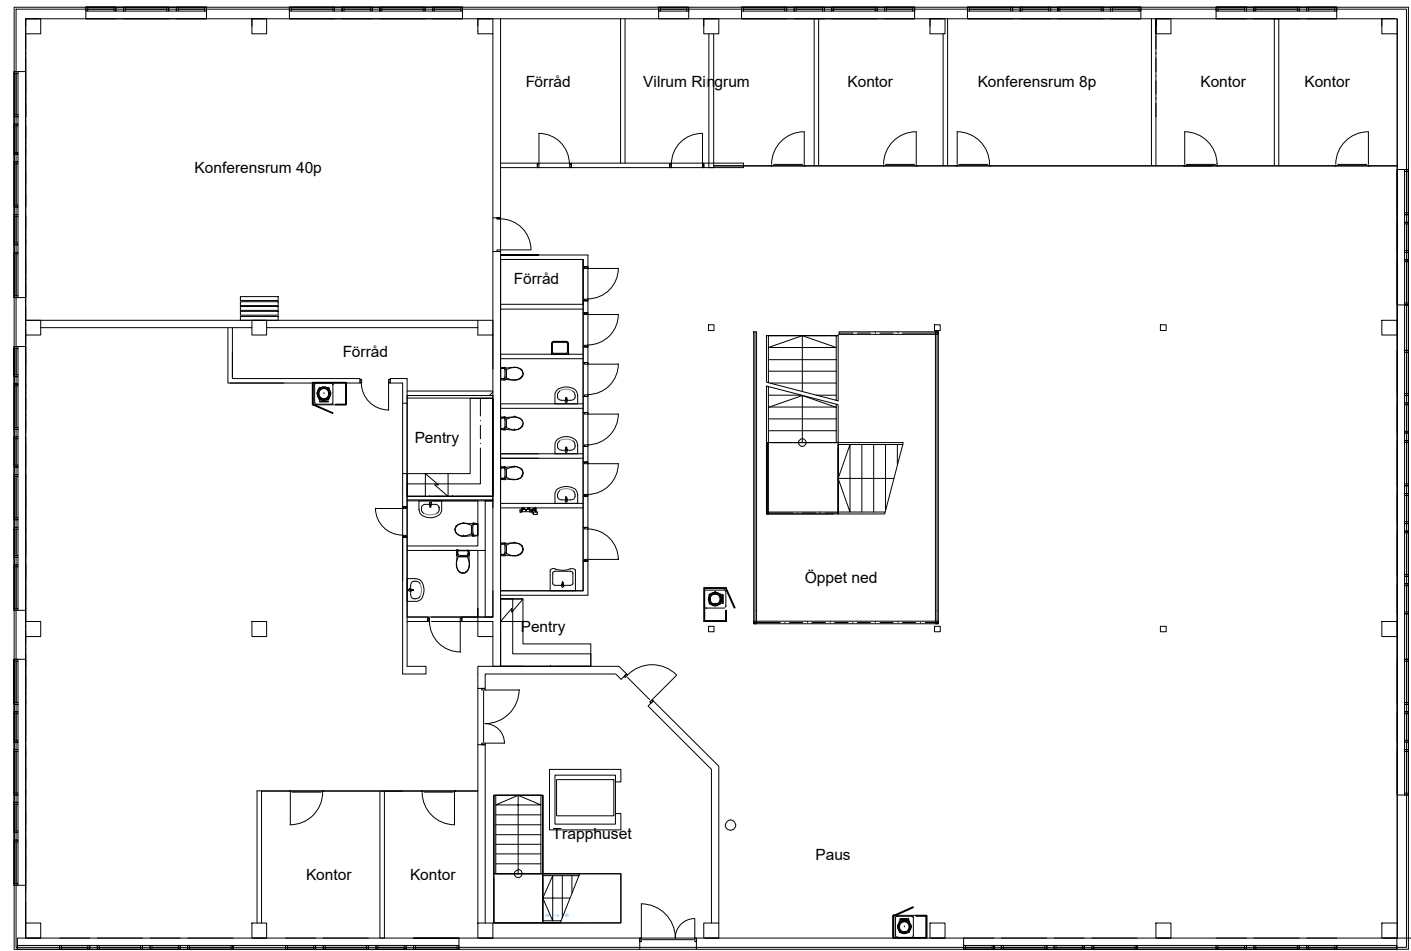 Förråd
Vilrum Ringrum
Kontor
Konferensrum 8p
Kontor
Kontor
Konferensrum 40p
Förråd
Förråd
Pentry
Öppet ned
Pentry
Trapphuset
Paus
Kontor
Kontor